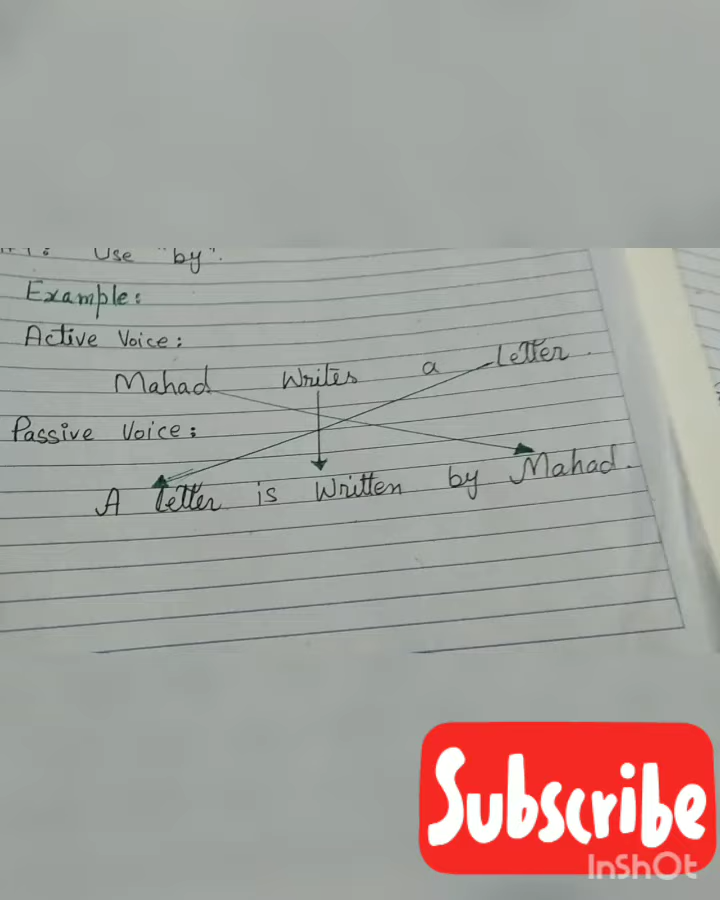 Use "by".
Example:
Active Voice:
Mahad Writes a Letter.
Passive Voice:
A Letter is Written by Mahad.
Subscribe
InShOt